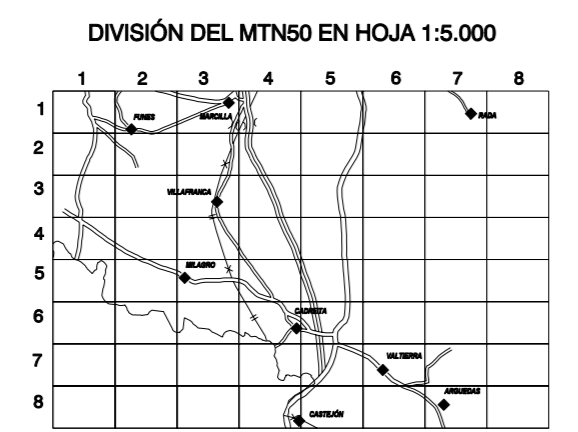 DIVISIÓN DEL MTN50 EN HOJA 1:5.000
1 2 3 4 5 6 7 8
1
FUNES
MARCILLA
RADA
2
3
VILLAFRANCA
4
5
MILAGRO
6
CADREITA
7
VALTIERRA
8
ARGUEDAS
CASTEJÓN